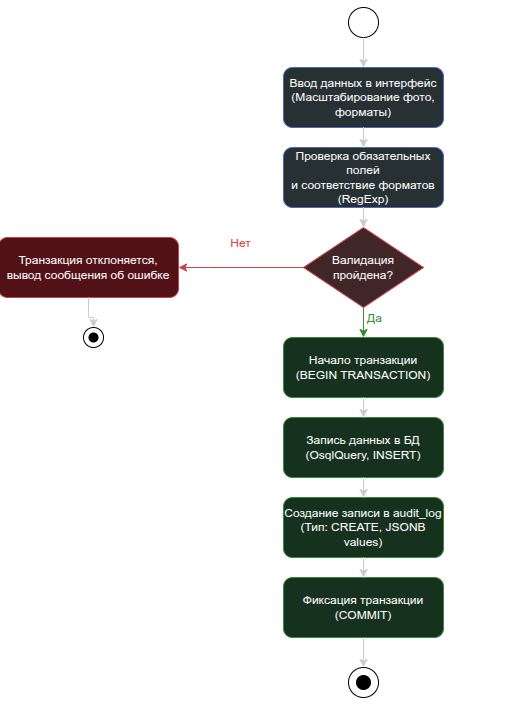 Ввод данных в интерфейс
(Масштабирование фото,
форматы)
Проверка обязательных
полей
и соответствие форматов
(RegExp)
Валидация
пройдена?
Нет
Транзакция отклоняется,
вывод сообщения об ошибке
Да
Начало транзакции
(BEGIN TRANSACTION)
Запись данных в БД
(OsqlQuery, INSERT)
Создание записи в audit_log
(Тип: CREATE, JSONB
values)
Фиксация транзакции
(COMMIT)